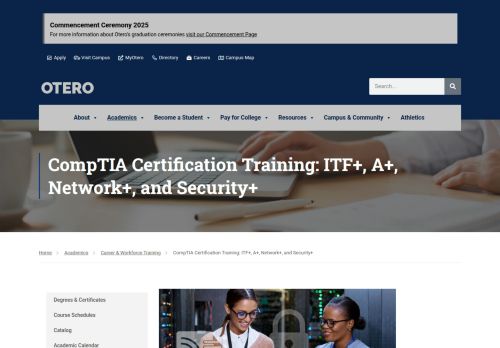 Commencement Ceremony 2025
For more information about Otero's graduation ceremonies visit our Commencement Page
Apply Visit Campus MyOtero Directory Careers Campus Map
OTERO
Search...
About Academics Become a Student Pay for College Resources Campus & Community Athletics
CompTIA Certification Training: ITF+, A+,
Network+, and Security+
Home Academics Career & Workforce Training CompTIA Certification Training: ITF+, A+, Network+, and Security+
Degrees & Certificates
Course Schedules
Catalog
Academic Calendar